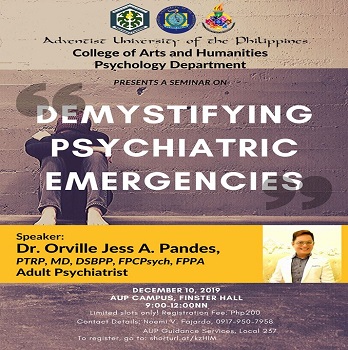 Adventist University of the Philippines
College of Arts and Humanities
Psychology Department
PRESENTS A SEMINAR ON
DEMYSTIFYING
PSYCHIATRIC
EMERGENCIES
Speaker:
Dr. Orville Jess A. Pandes,
PTRP, MD, DSBPP, FPCPsych, FPPA
Adult Psychiatrist
DECEMBER 10, 2019
AUP CAMPUS, FINSTER HALL
9:00-12:00NN
Limited slots only! Registration Fee: Php200
Contact Details: Noemi V. Fajardo, 0917-950-7958
AUP Guidance Services, Local 237
To register, go to: shorturl.at/kzHIM